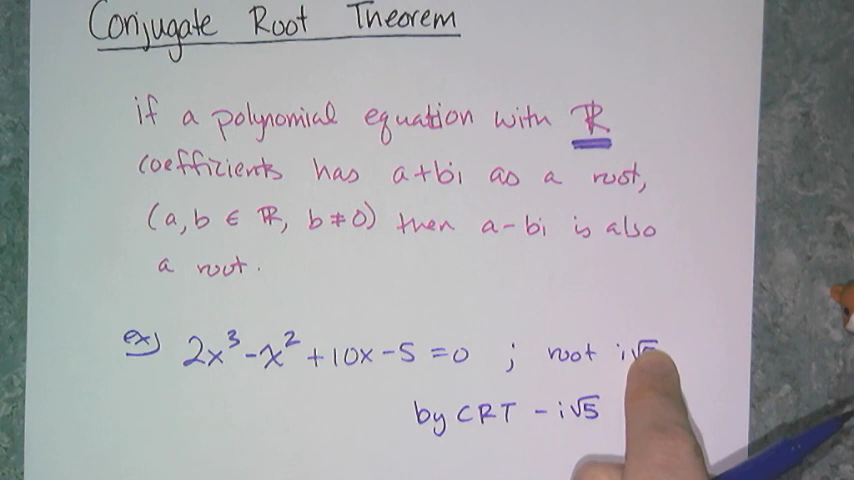 Conjugate Root Theorem
if a polynomial equation with ℝ
coefficients has a+bi as a root,
(a, b ∈ ℝ, b ≠ 0) then a-bi is also
a root.
ex) 2x³ - x² + 10x - 5 = 0 ; root i√
by CRT - i√5